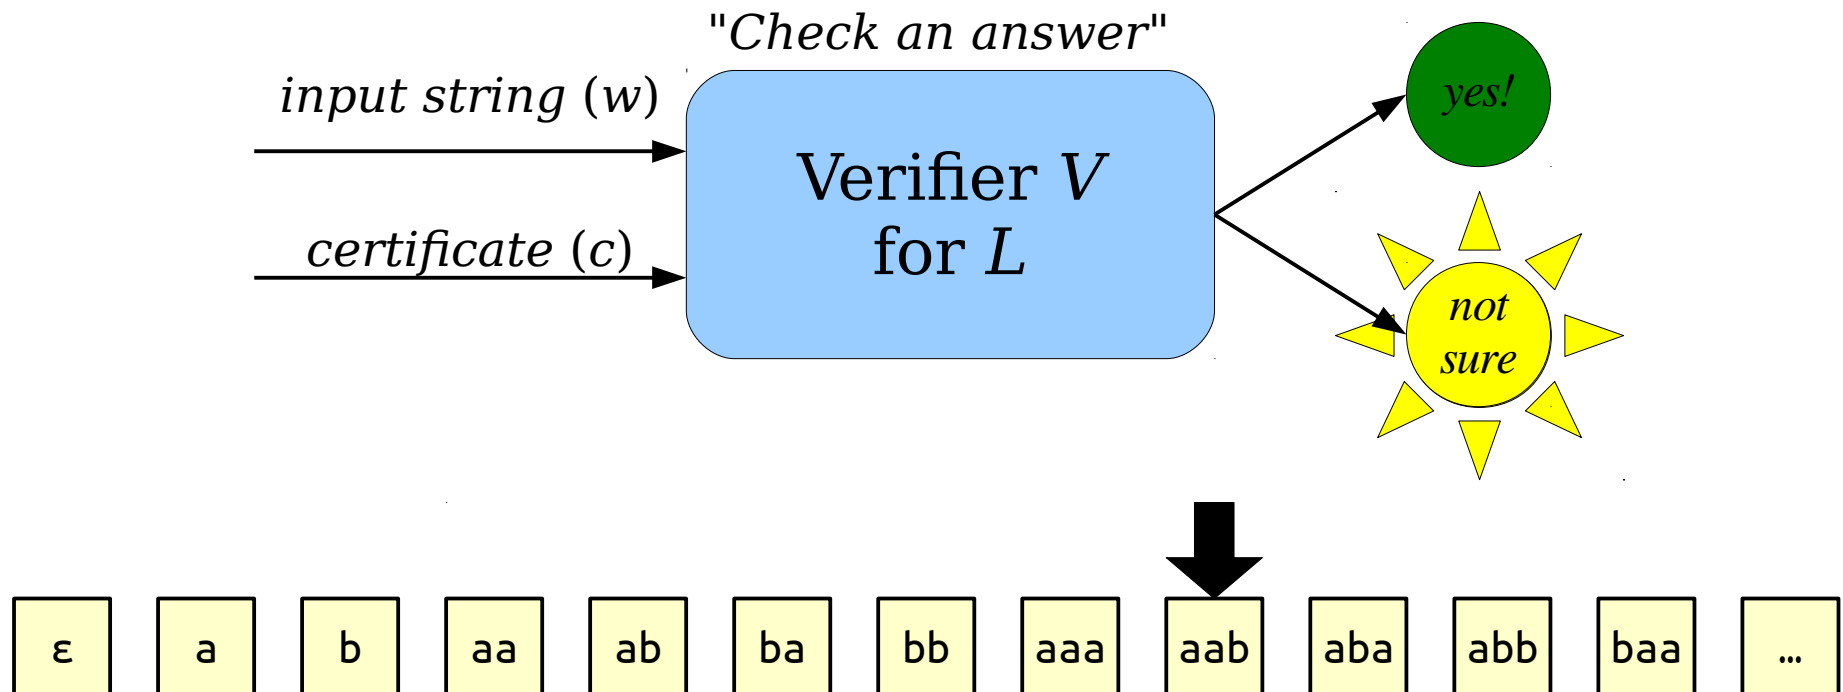 "Check an answer"
input string (w)
certificate (c)
Verifier V
for L
yes!
not
sure
ε a b aa ab ba bb aaa aab aba abb baa ...